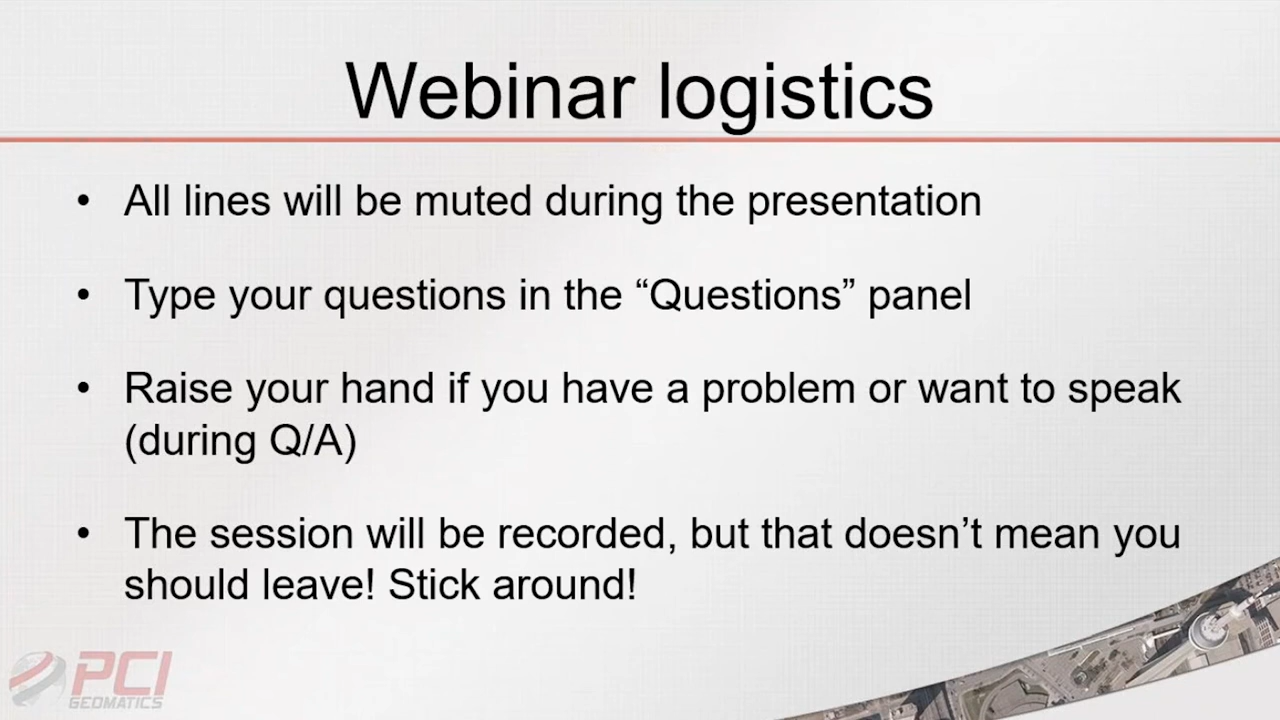 Webinar logistics
• All lines will be muted during the presentation
• Type your questions in the “Questions” panel
• Raise your hand if you have a problem or want to speak
(during Q/A)
• The session will be recorded, but that doesn’t mean you
should leave! Stick around!
PCI
GEOMATICS